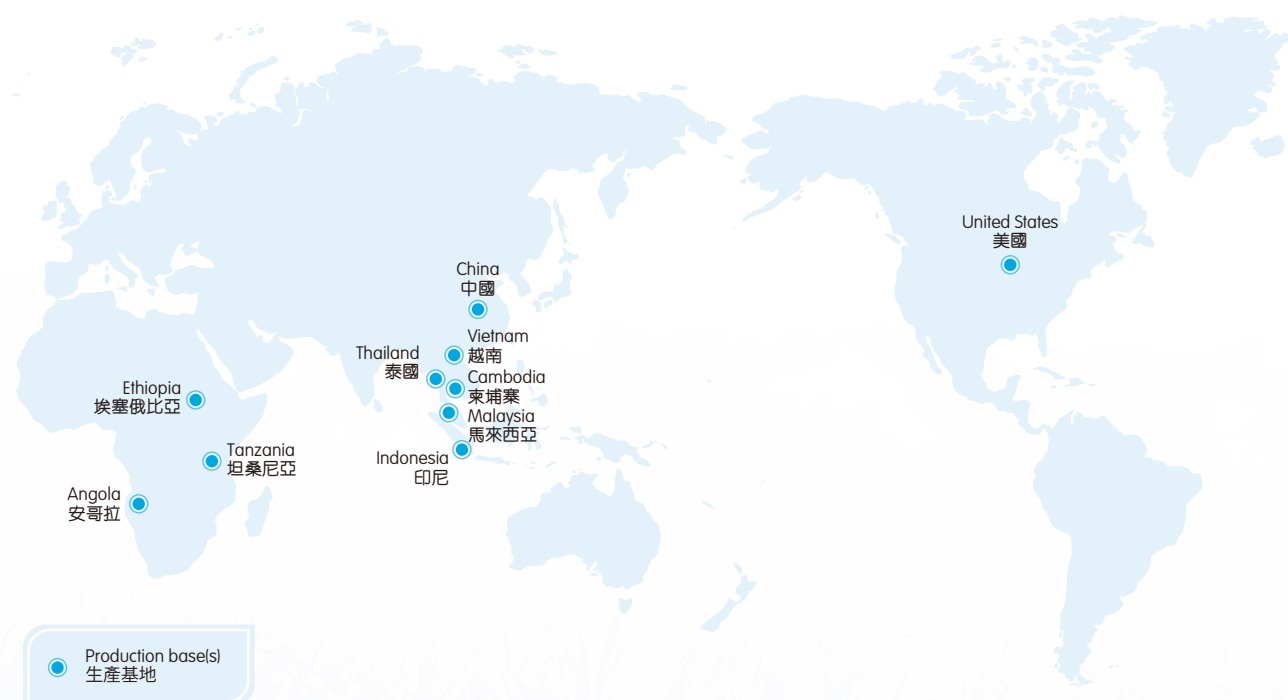 United States
美國
China
中國
Vietnam
越南
Thailand
泰國
Cambodia
柬埔寨
Ethiopia
埃塞俄比亞
Malaysia
馬來西亞
Tanzania
坦桑尼亞
Indonesia
印尼
Angola
安哥拉
Production base(s)
生產基地